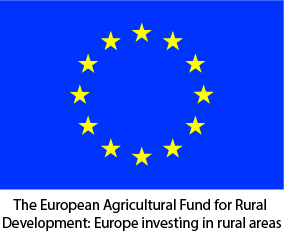 The European Agricultural Fund for Rural
Development: Europe investing in rural areas